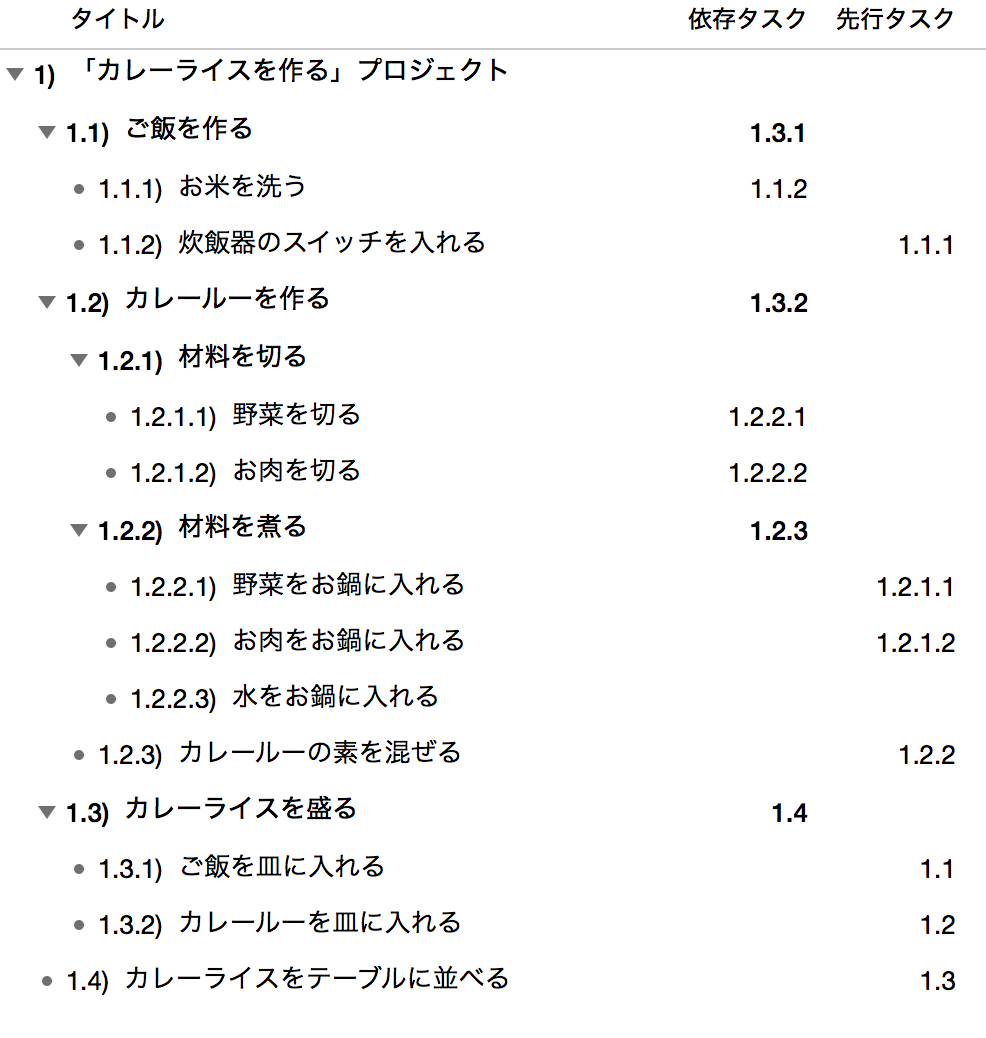 タイトル 依存タスク 先行タスク
1) 「カレーライスを作る」プロジェクト
1.1) ご飯を作る 1.3.1
1.1.1) お米を洗う 1.1.2
1.1.2) 炊飯器のスイッチを入れる 1.1.1
1.2) カレールーを作る 1.3.2
1.2.1) 材料を切る
1.2.1.1) 野菜を切る 1.2.2.1
1.2.1.2) お肉を切る 1.2.2.2
1.2.2) 材料を煮る 1.2.3
1.2.2.1) 野菜をお鍋に入れる 1.2.1.1
1.2.2.2) お肉をお鍋に入れる 1.2.1.2
1.2.2.3) 水をお鍋に入れる
1.2.3) カレールーの素を混ぜる 1.2.2
1.3) カレーライスを盛る 1.4
1.3.1) ご飯を皿に入れる 1.1
1.3.2) カレールーを皿に入れる 1.2
1.4) カレーライスをテーブルに並べる 1.3